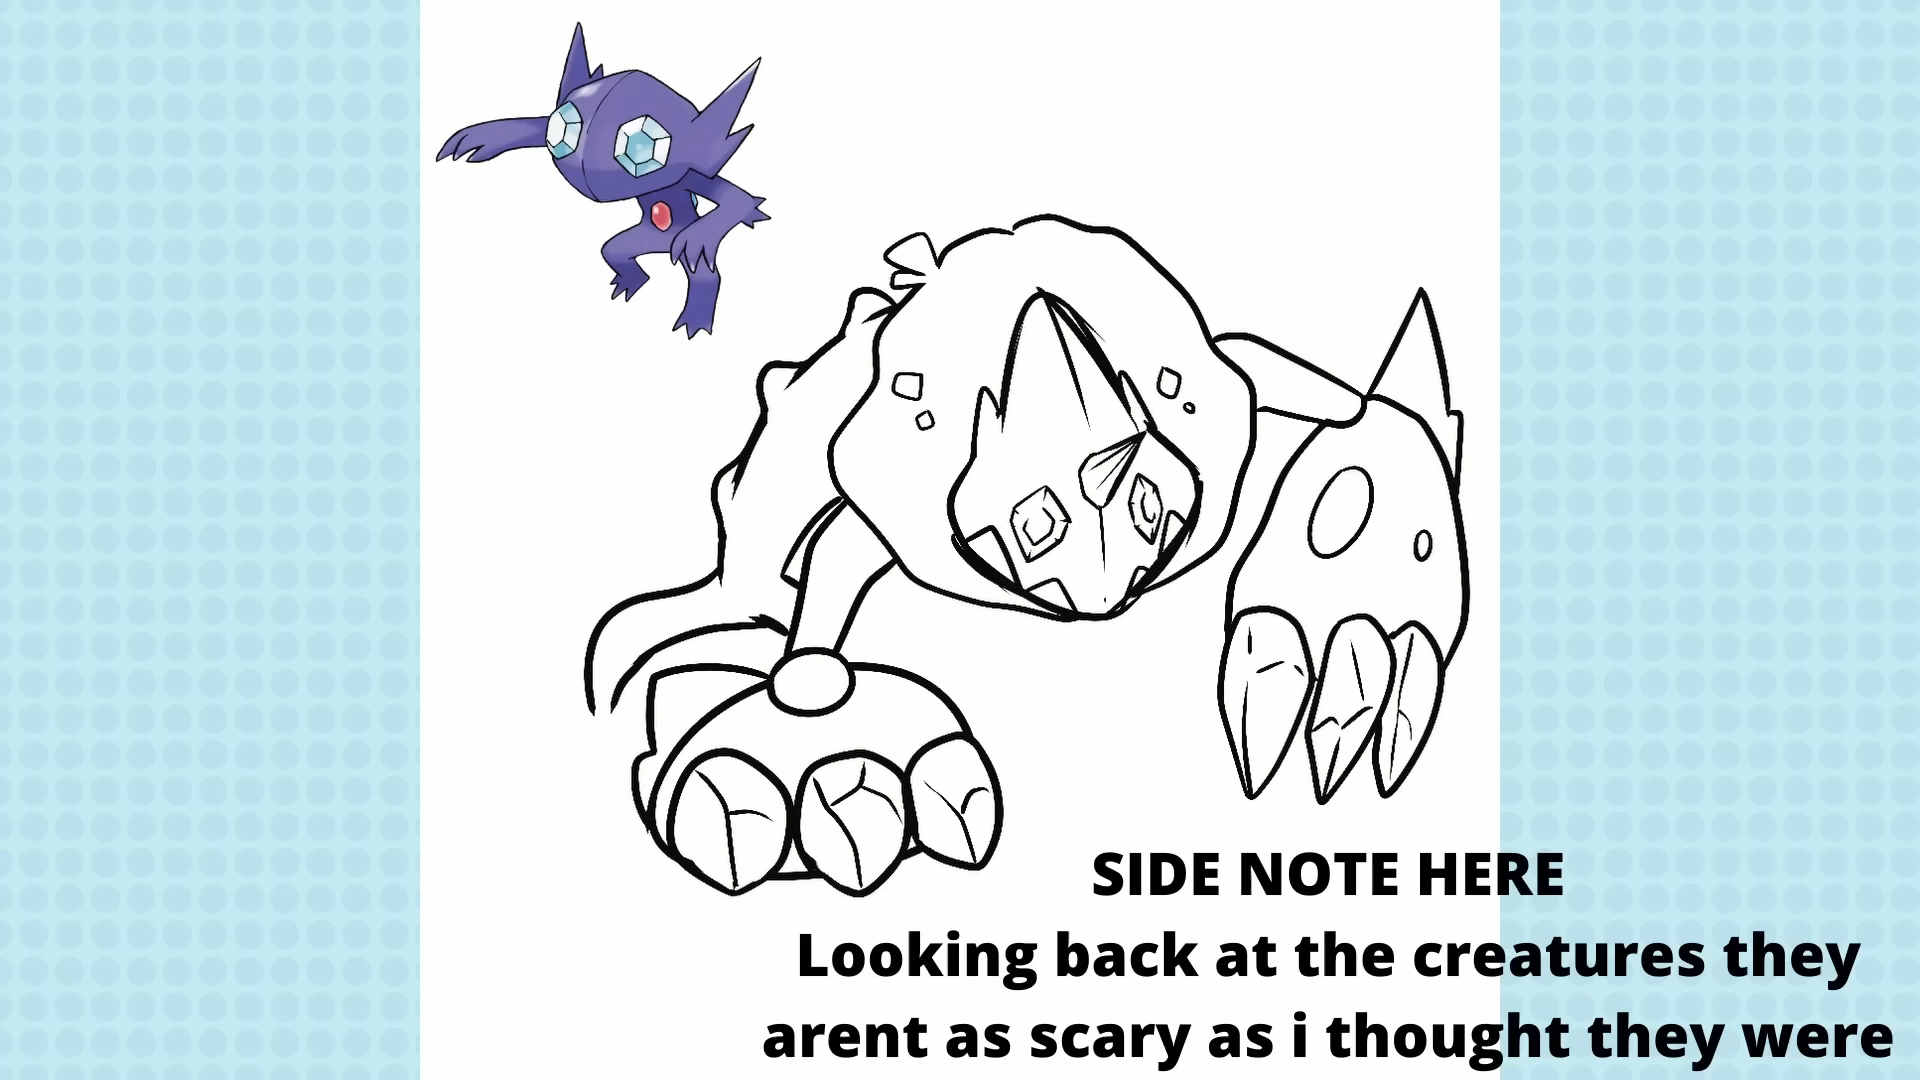 SIDE NOTE HERE
Looking back at the creatures they
arent as scary as i thought they were